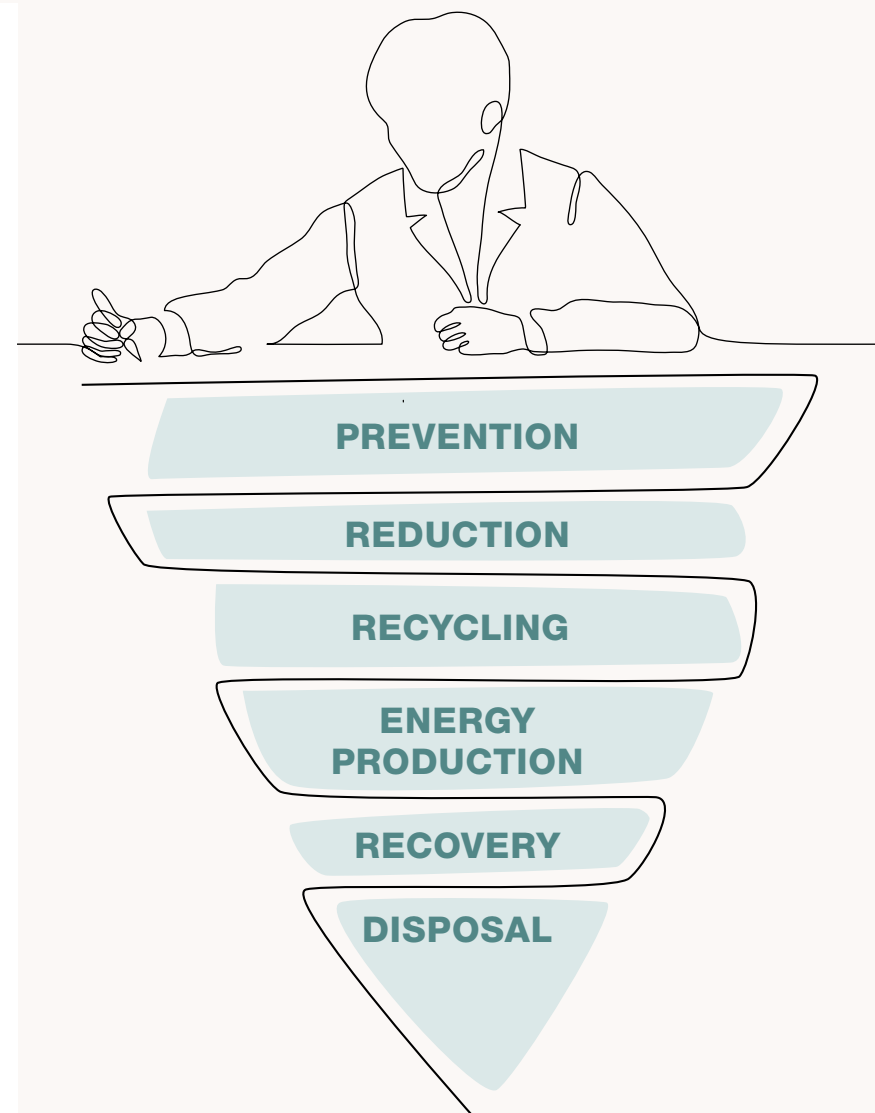 PREVENTION
REDUCTION
RECYCLING
ENERGY
PRODUCTION
RECOVERY
DISPOSAL